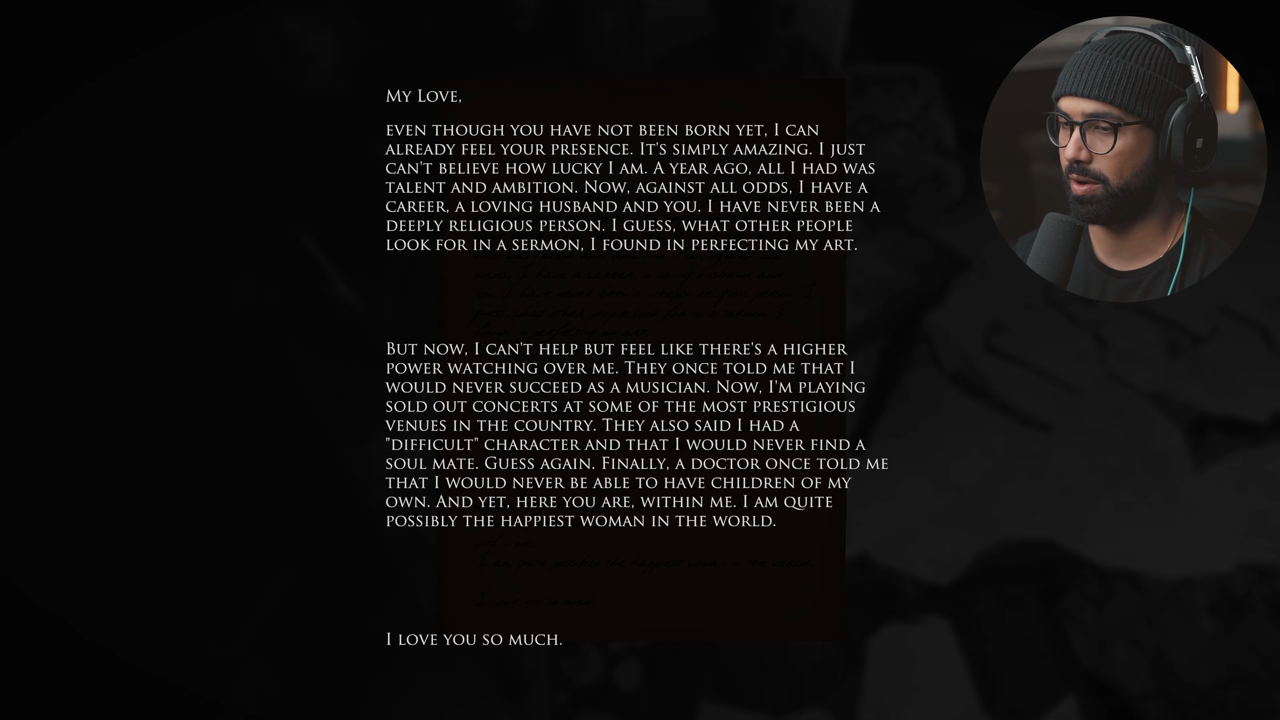 My Love,
even though you have not been born yet, I can
already feel your presence. It's simply amazing. I just
can't believe how lucky I am. A year ago, all I had was
talent and ambition. Now, against all odds, I have a
career, a loving husband and you. I have never been a
deeply religious person. I guess, what other people
look for in a sermon, I found in perfecting my art.
But now, I can't help but feel like there's a higher
power watching over me. They once told me that I
would never succeed as a musician. Now, I'm playing
sold out concerts at some of the most prestigious
venues in the country. They also said I had a
"difficult" character and that I would never find a
soul mate. Guess again. Finally, a doctor once told me
that I would never be able to have children of my
own. And yet, here you are, within me. I am quite
possibly the happiest woman in the world.
I love you so much.